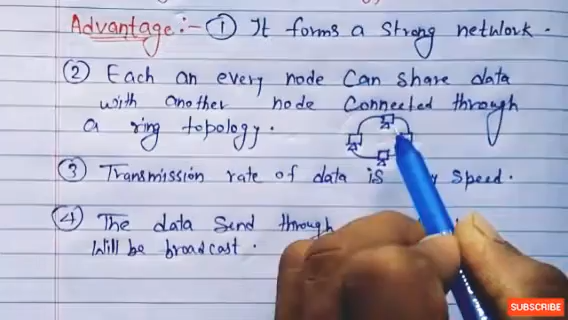 Advantage :- ① It forms a strong network.
② Each an every node Can share data
with another node Connected through
a ring topology.
③ Transmission rate of data is speed.
④ The data Send through
Will be broadcast.
SUBSCRIBE